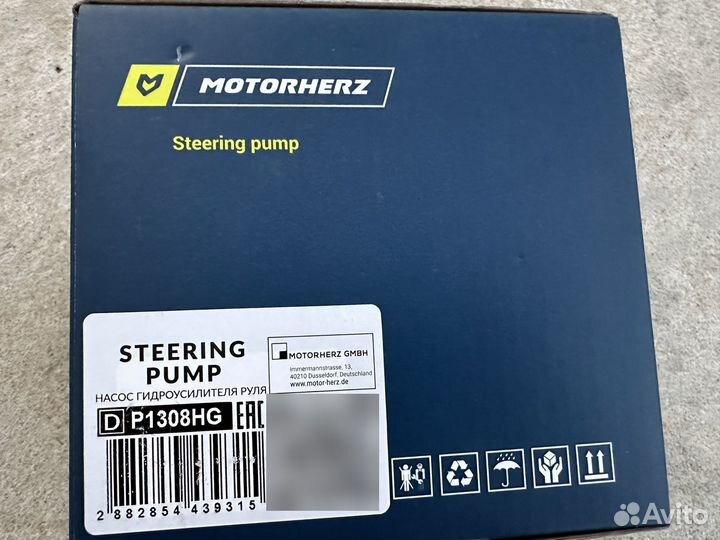 MOTORHERZ
Steering pump
STEERING
PUMP
НАСОС ГИДРОУСИЛИТЕЛЯ РУЛЯ
D P1308HG EAC
2 882854 439315
MOTORHERZ GMBH
Immermannstrasse, 13,
40210 Dusseldorf, Deutschland
www.motor-herz.de
Avito